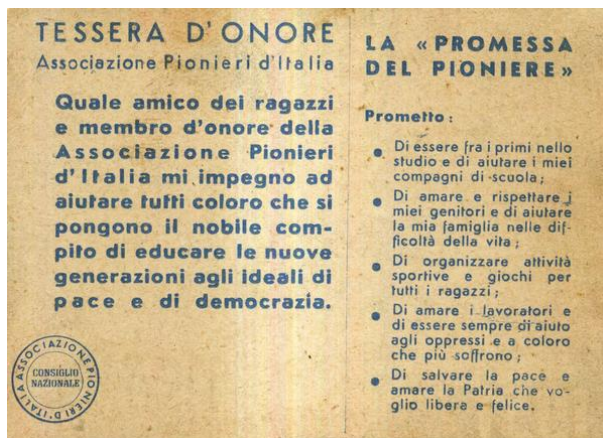 TESSERA D'ONORE
Associazione Pionieri d'Italia
Quale amico dei ragazzi
e membro d'onore della
Associazione Pionieri
d'Italia mi impegno ad
aiutare tutti coloro che si
pongono il nobile com-
pito di educare le nuove
generazioni agli ideali di
pace e di democrazia.
ASSOCIAZIONE PIONIERI D'ITALIA
CONSIGLIO
NAZIONALE
LA «PROMESSA
DEL PIONIERE»
Prometto:
• Di essere fra i primi nello
studio e di aiutare i miei
compagni di scuola;
• Di amare e rispettare i
miei genitori e di aiutare
la mia famiglia nelle dif-
ficoltà della vita;
• Di organizzare attività
sportive e giochi per
tutti i ragazzi;
• Di amare i lavoratori e
di essere sempre di aiuto
agli oppressi e a coloro
che più soffrono;
• Di salvare la pace e
amare la Patria che vo-
glio libera e felice.